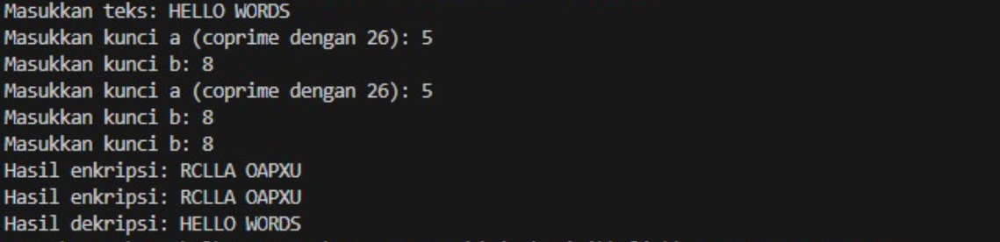 Masukkan teks: HELLO WORDS
Masukkan kunci a (coprime dengan 26): 5
Masukkan kunci b: 8
Masukkan kunci a (coprime dengan 26): 5
Masukkan kunci b: 8
Masukkan kunci b: 8
Hasil enkripsi: RCLLA OAPXU
Hasil enkripsi: RCLLA OAPXU
Hasil dekripsi: HELLO WORDS